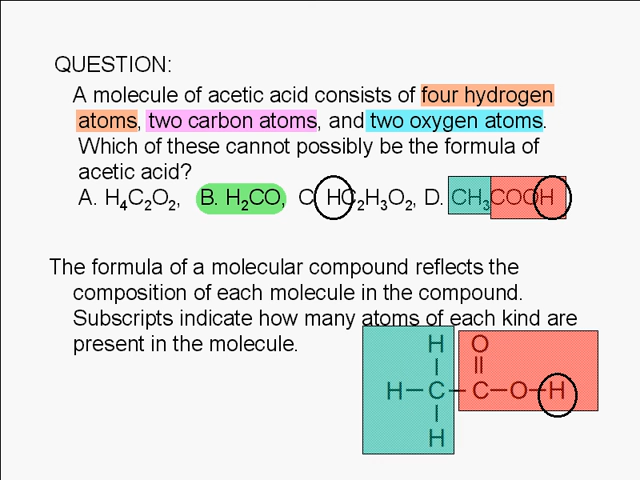 QUESTION:
A molecule of acetic acid consists of four hydrogen
atoms, two carbon atoms, and two oxygen atoms.
Which of these cannot possibly be the formula of
acetic acid?
A. H₄C₂O₂, B. H₂CO, C. HC₂H₃O₂, D. CH₃COOH
The formula of a molecular compound reflects the
composition of each molecule in the compound.
Subscripts indicate how many atoms of each kind are
present in the molecule.
H O
H C C O H
H